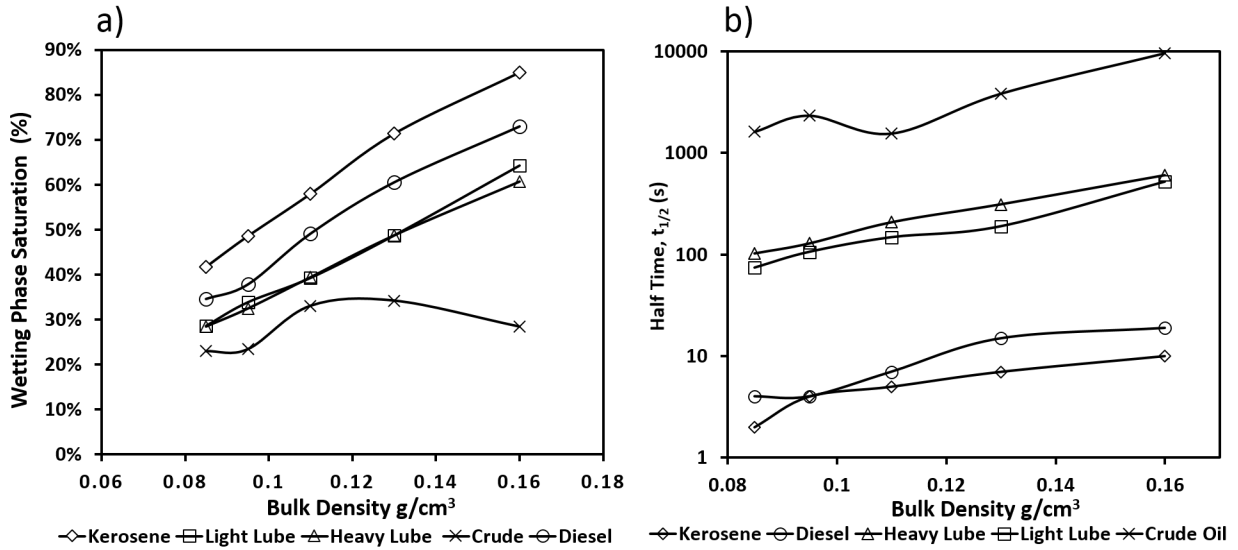 a)
90%
80%
70%
60%
50%
40%
30%
20%
10%
0%
Wetting Phase Saturation (%)
0.06 0.08 0.1 0.12 0.14 0.16 0.18
Bulk Density g/cm³
Kerosene Light Lube Heavy Lube Crude Diesel
b)
10000
1000
100
10
1
Half Time, t1/2 (s)
0.08 0.1 0.12 0.14 0.16
Bulk Density g/cm³
Kerosene Diesel Heavy Lube Light Lube Crude Oil